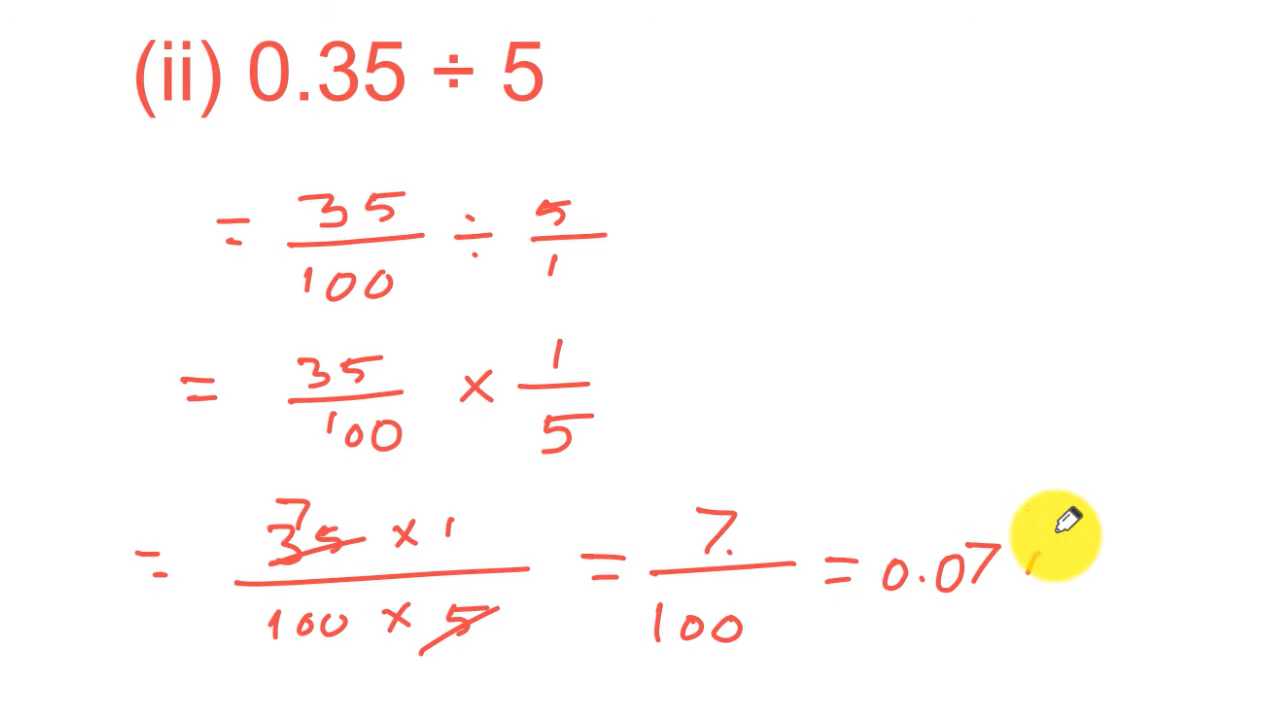 (ii) 0.35 ÷ 5
= 35/100 ÷ 5/1
= 35/100 × 1/5
= 7 35 × 1 / 100 × 5 = 7/100 = 0.07